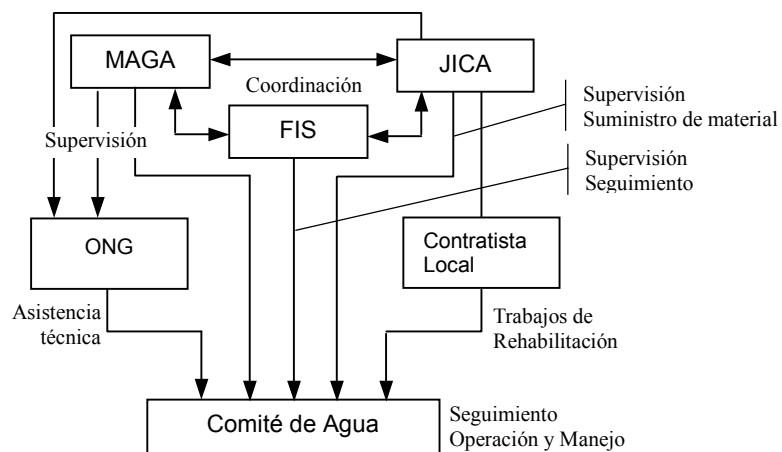 MAGA
JICA
Coordinación
FIS
Supervisión
Suministro de material
Supervisión
Supervisión
Seguimiento
ONG
Contratista
Local
Asistencia
técnica
Trabajos de
Rehabilitación
Comité de Agua
Seguimiento
Operación y Manejo